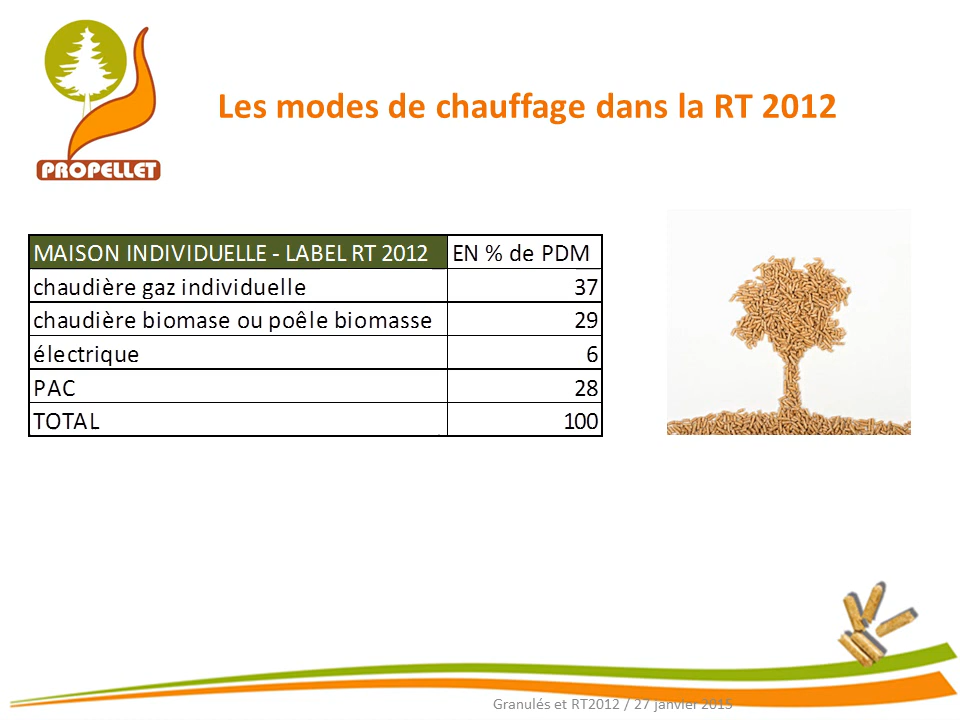 PROPELLET
Les modes de chauffage dans la RT 2012
MAISON INDIVIDUELLE - LABEL RT 2012 EN % de PDM
chaudière gaz individuelle 37
chaudière biomase ou poêle biomasse 29
électrique 6
PAC 28
TOTAL 100
Granulés et RT2012 / 27 janvier 2015